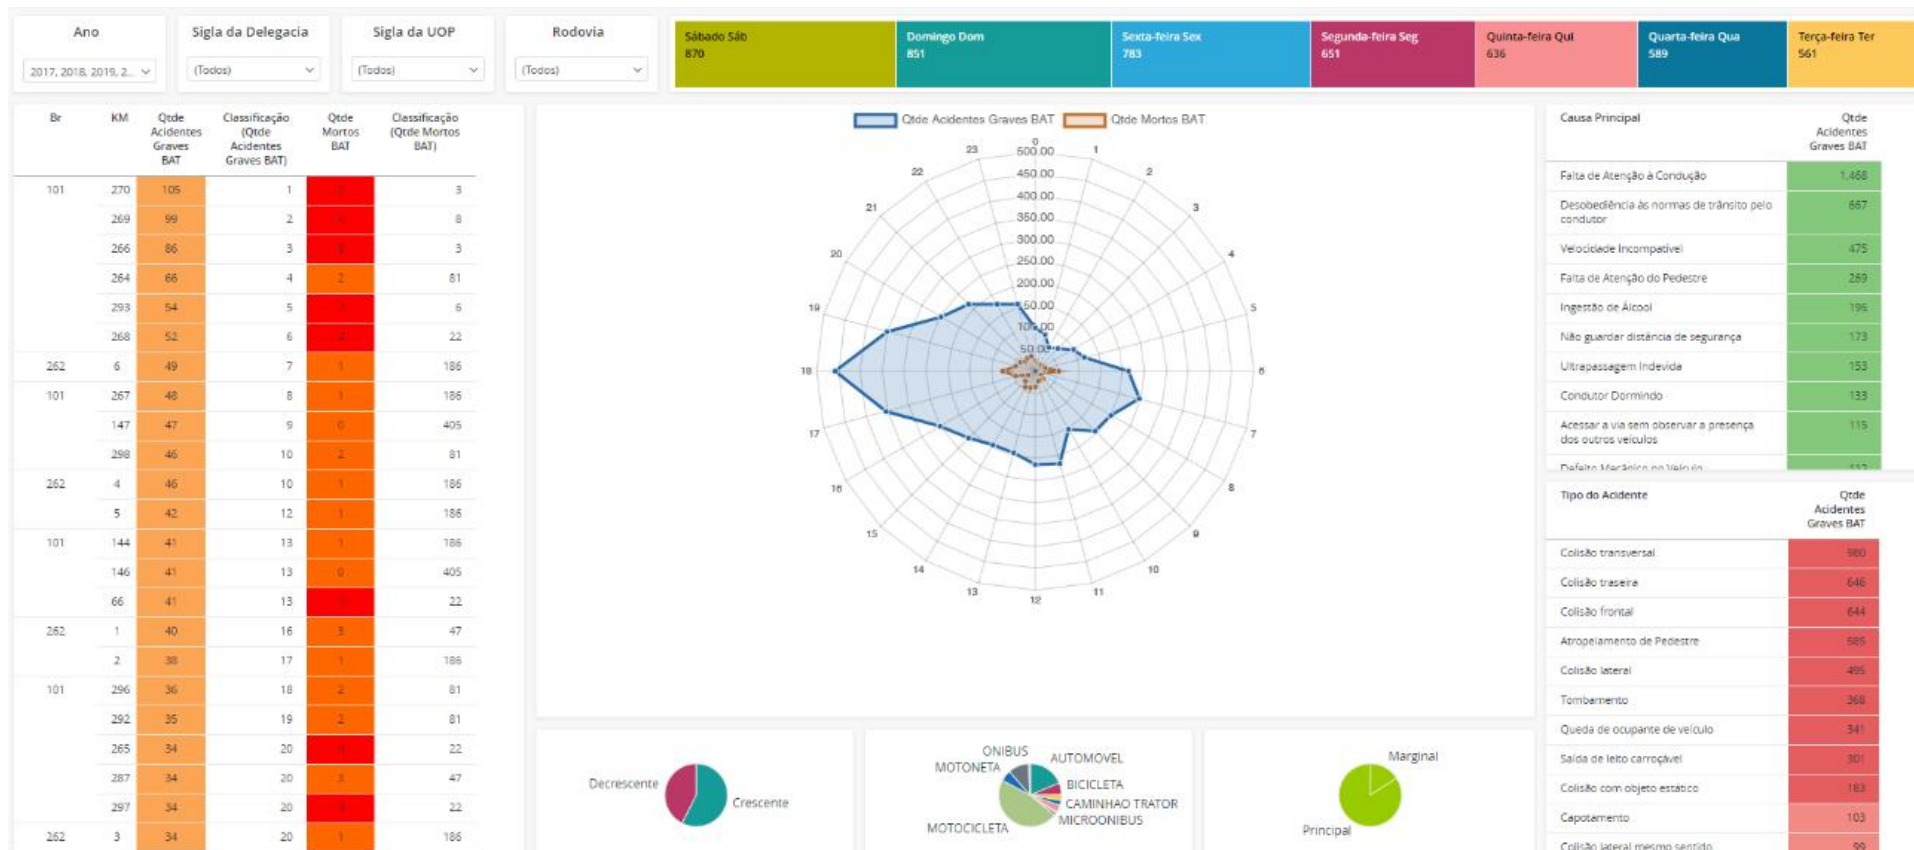 Ano
Sigla da Delegacia
Sigla da UOP
Rodovia
2017, 2018, 2019, 2...
(Todos)
(Todos)
(Todos)
Sábado Sáb
870
Domingo Dom
851
Sexta-feira Sex
783
Segunda-feira Seg
651
Quinta-feira Qui
636
Quarta-feira Qua
589
Terça-feira Ter
561
Br KM Qtde Acidentes Graves BAT Classificação (Qtde Acidentes Graves BAT) Qtde Mortos BAT Classificação (Qtde Mortos BAT)
101 270 105 1 3
269 99 2 8
266 86 3 3
264 66 4 2 81
293 54 5 6
268 52 6 22
262 6 49 7 1 186
101 267 48 8 1 186
147 47 9 0 405
298 46 10 2 81
262 4 46 10 1 186
5 42 12 1 186
101 144 41 13 1 186
146 41 13 0 405
66 41 13 22
262 1 40 16 3 47
2 38 17 1 186
101 296 36 18 2 81
292 35 19 2 81
265 34 20 22
287 34 20 3 47
297 34 20 22
262 3 34 20 1 186
Qtde Acidentes Graves BAT
Qtde Mortos BAT
0
1
2
3
4
5
6
7
8
9
10
11
12
13
14
15
16
17
18
19
20
21
22
23
500.00
450.00
400.00
350.00
300.00
250.00
200.00
150.00
100.00
50.00
Decrescente
Crescente
ONIBUS
MOTONETA
AUTOMOVEL
BICICLETA
CAMINHAO TRATOR
MICROONIBUS
MOTOCICLETA
Marginal
Principal
Causa Principal
Qtde
Acidentes
Graves BAT
Falta de Atenção à Condução 1,468
Desobediência às normas de trânsito pelo
condutor 667
Velocidade Incompatível 475
Falta de Atenção do Pedestre 269
Ingestão de Álcool 196
Não guardar distância de segurança 173
Ultrapassagem Indevida 153
Condutor Dormindo 133
Acessar a via sem observar a presença
dos outros veículos 115
Defeito Mecânico no Veículo
Tipo do Acidente
Qtde
Acidentes
Graves BAT
Colisão transversal 980
Colisão traseira 646
Colisão frontal 644
Atropelamento de Pedestre 585
Colisão lateral 495
Tombamento 368
Queda de ocupante de veículo 341
Saída de leito carroçável 301
Colisão com objeto estático 183
Capotamento 103
Colisão lateral mesmo sentido 99